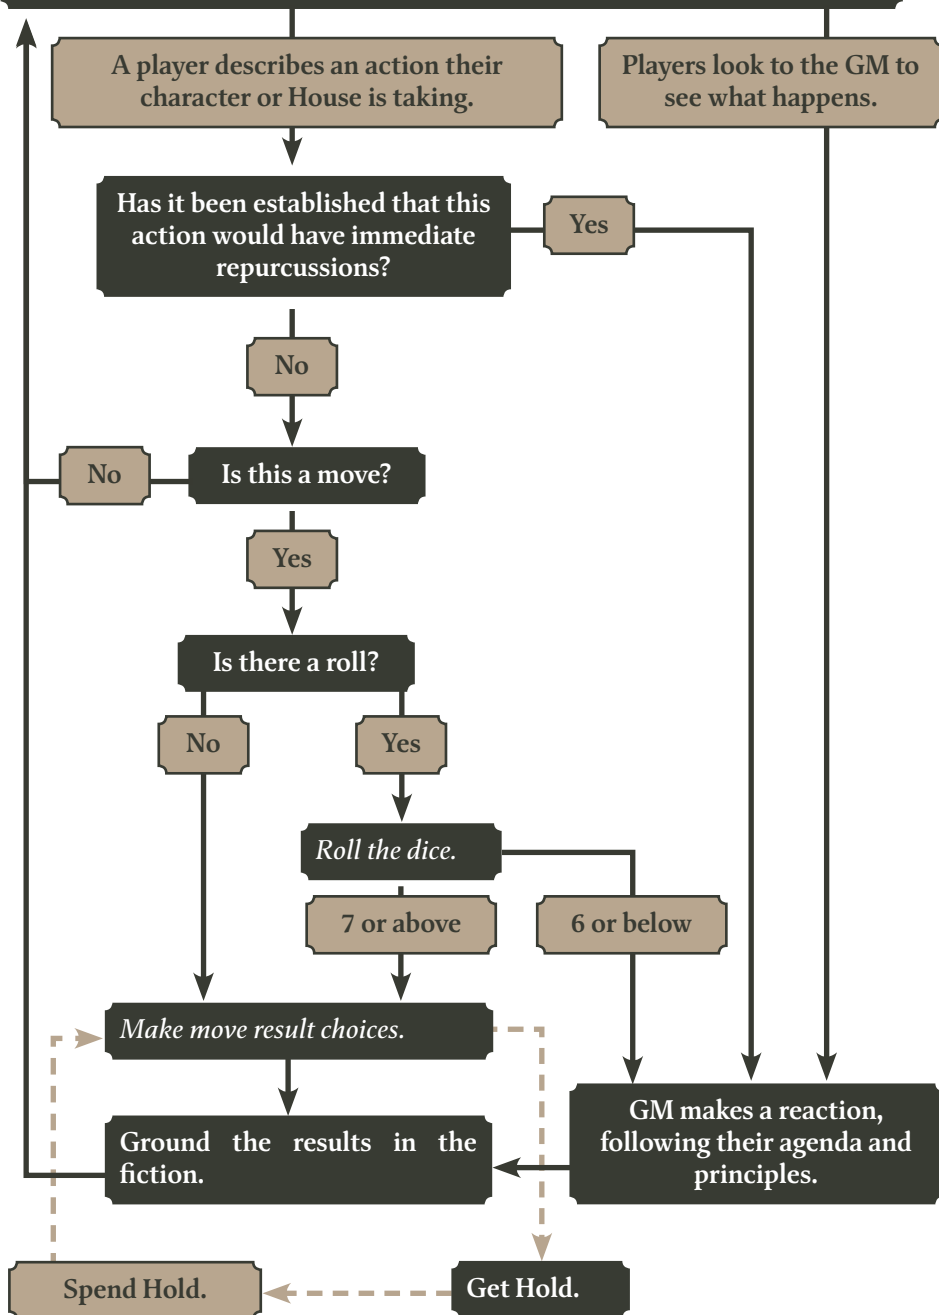 A player describes an action their
character or House is taking.
Players look to the GM to
see what happens.
Has it been established that this
action would have immediate
repurcussions?
Yes
No
Is this a move?
No
Yes
Is there a roll?
No
Yes
Roll the dice.
7 or above
6 or below
Make move result choices.
GM makes a reaction,
following their agenda and
principles.
Ground the results in the
fiction.
Spend Hold.
Get Hold.